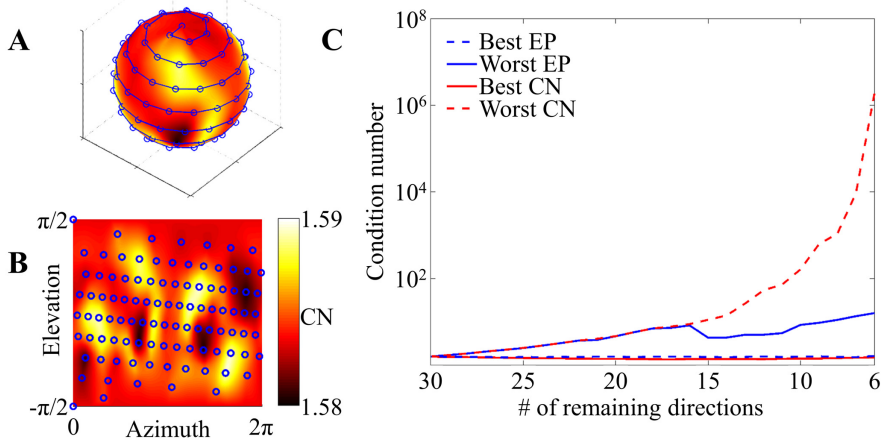 A
B
π/2
Elevation
-π/2
0
Azimuth
2π
1.59
CN
1.58
C
Best EP
Worst EP
Best CN
Worst CN
Condition number
10^8
10^6
10^4
10^2
30
25
20
15
10
6
# of remaining directions